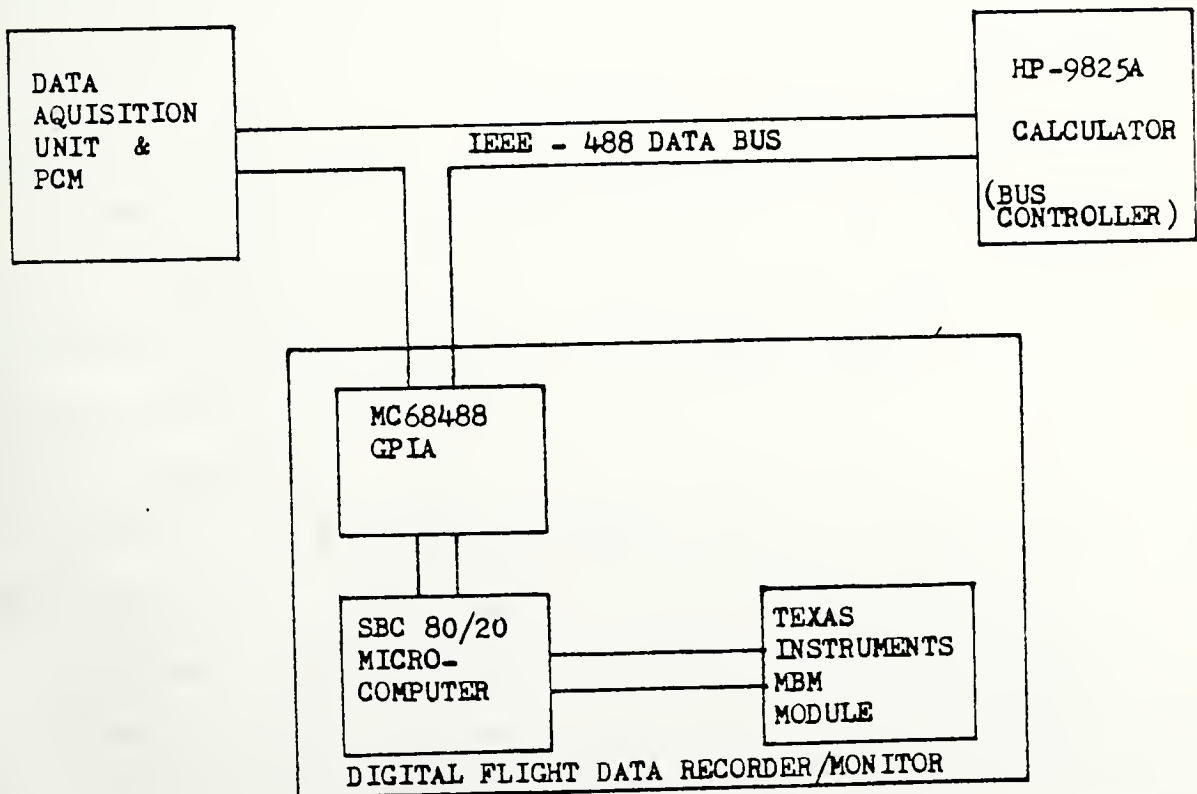 DATA
AQUISITION
UNIT &
PCM
IEEE - 488 DATA BUS
HP-9825A
CALCULATOR
(BUS
CONTROLLER)
MC68488
GPIA
SBC 80/20
MICRO-
COMPUTER
TEXAS
INSTRUMENTS
MBM
MODULE
DIGITAL FLIGHT DATA RECORDER/MONITOR